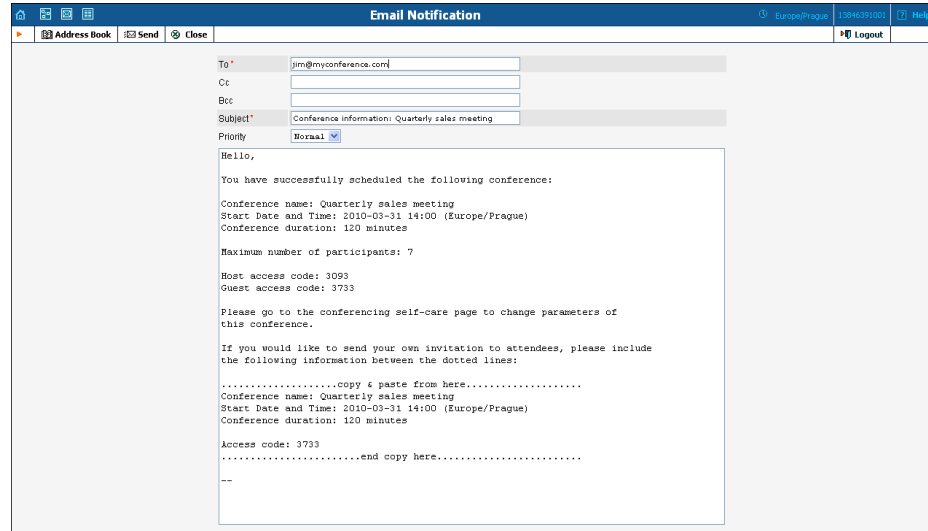 Email Notification
Europe/Prague
13846391001
? Help
Address Book
Send
Close
Logout
To *
jim@myconference.com
Cc
Bcc
Subject *
Conference information: Quarterly sales meeting
Priority
Normal
Hello,
You have successfully scheduled the following conference:
Conference name: Quarterly sales meeting
Start Date and Time: 2010-03-31 14:00 (Europe/Prague)
Conference duration: 120 minutes
Maximum number of participants: 7
Host access code: 3093
Guest access code: 3733
Please go to the conferencing self-care page to change parameters of
this conference.
If you would like to send your own invitation to attendees, please include
the following information between the dotted lines:
....................copy & paste from here....................
Conference name: Quarterly sales meeting
Start Date and Time: 2010-03-31 14:00 (Europe/Prague)
Conference duration: 120 minutes
Access code: 3733
........................end copy here.........................
--